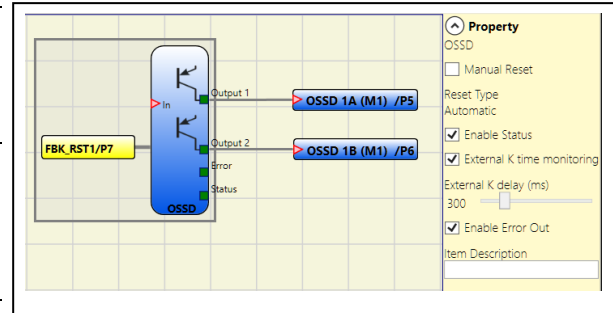 Output 1
In
OSSD 1A (M1) /P5
Output 2
FBK_RST1/P7
OSSD 1B (M1) /P6
Error
Status
OSSD
Property
OSSD
Manual Reset
Reset Type
Automatic
Enable Status
External K time monitoring
External K delay (ms)
300
Enable Error Out
Item Description